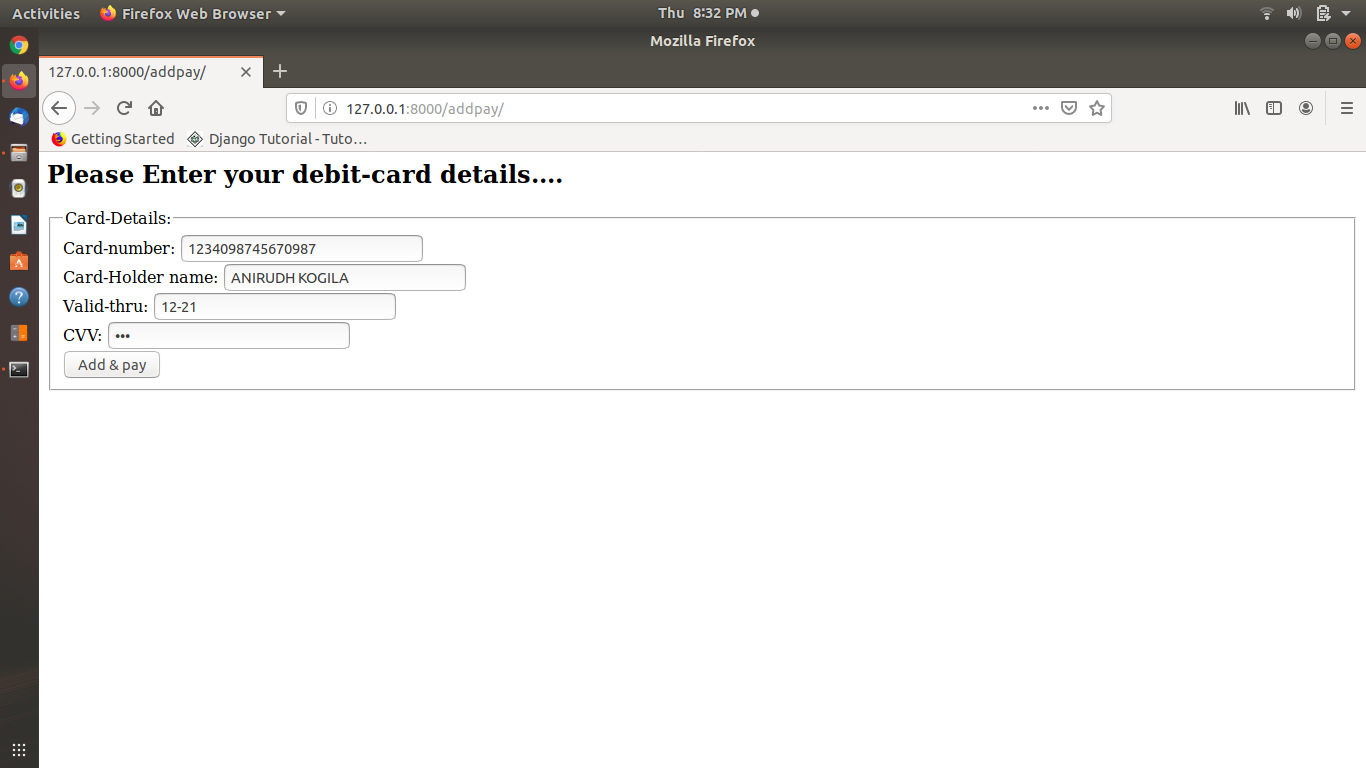 Activities Firefox Web Browser Thu 8:32 PM
Mozilla Firefox
127.0.0.1:8000/addpay/
127.0.0.1:8000/addpay/
Getting Started Django Tutorial - Tuto…
Please Enter your debit-card details....
Card-Details:
Card-number: 1234098745670987
Card-Holder name: ANIRUDH KOGILA
Valid-thru: 12-21
CVV: •••
Add & pay